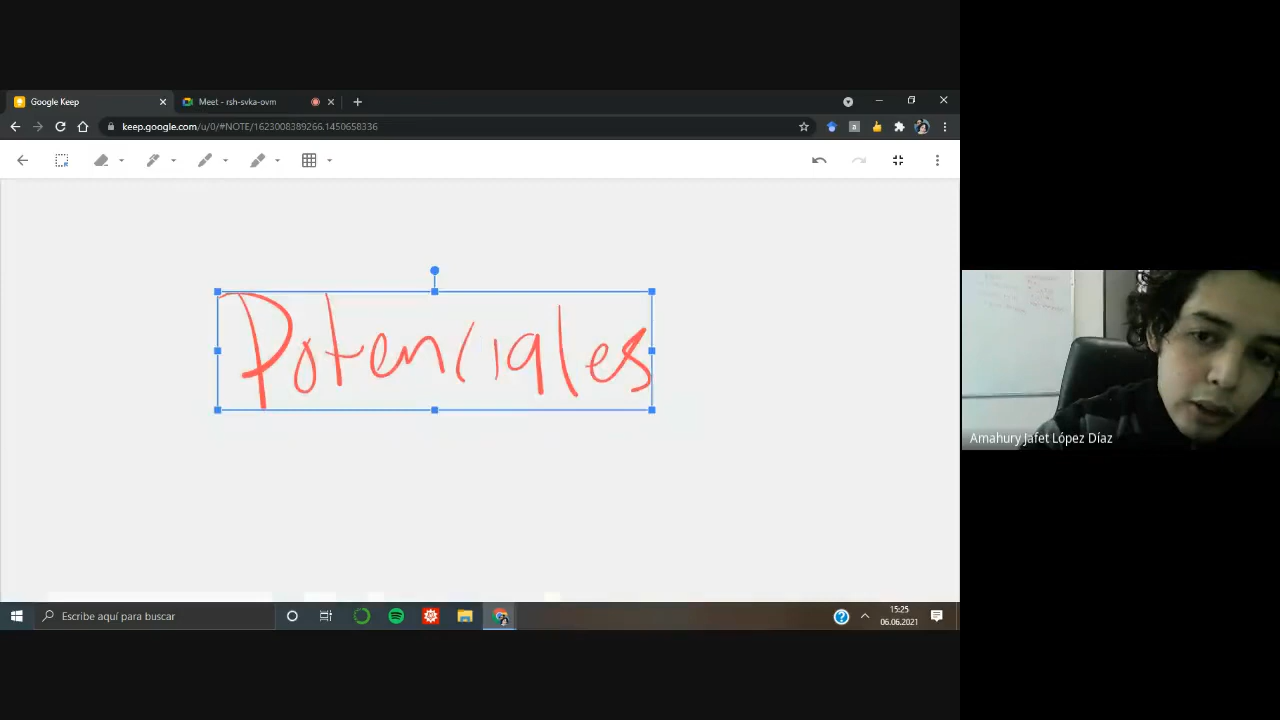 Google Keep
Meet - rsh-svka-ovm
keep.google.com/u/0/#NOTE/1623008389266.1450658336
Potenciales
Amahury Jafet López Díaz
Escribe aquí para buscar
15:25
06.06.2021